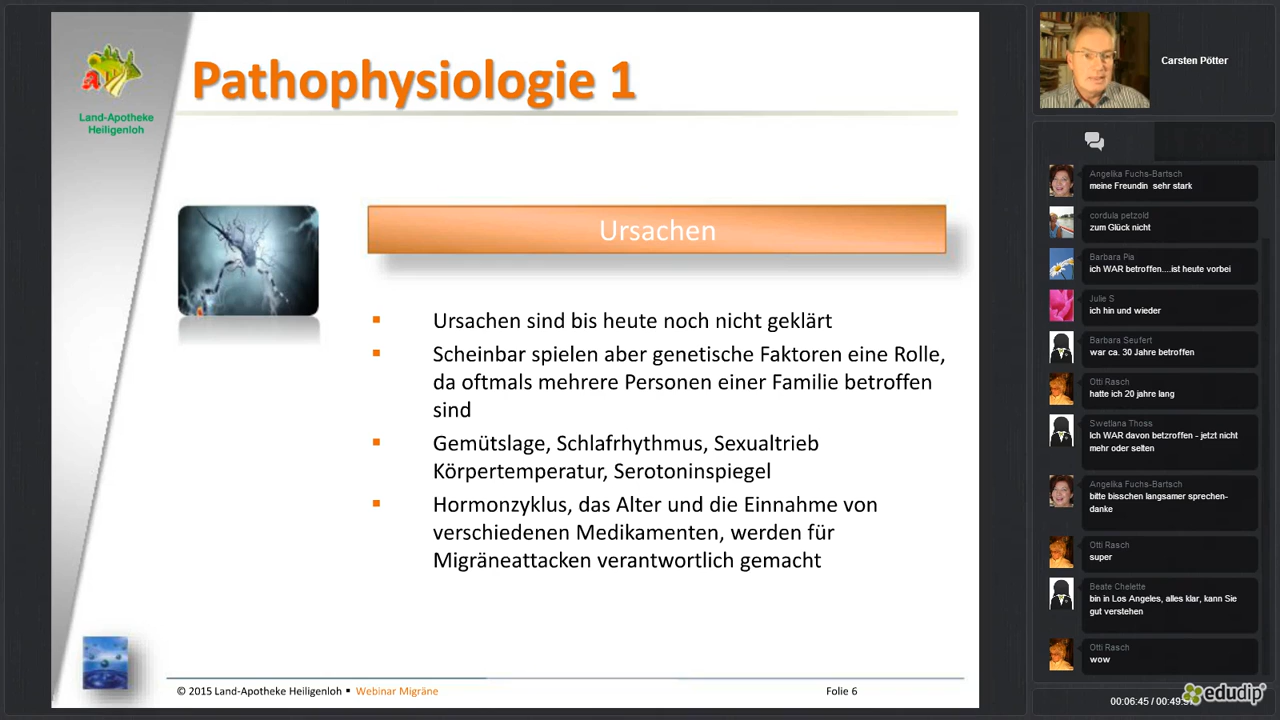 Pathophysiologie 1
Land-Apotheke
Heiligenloh
Ursachen
Ursachen sind bis heute noch nicht geklärt
Scheinbar spielen aber genetische Faktoren eine Rolle,
da oftmals mehrere Personen einer Familie betroffen
sind
Gemütslage, Schlafrhythmus, Sexualtrieb
Körpertemperatur, Serotoninspiegel
Hormonzyklus, das Alter und die Einnahme von
verschiedenen Medikamenten, werden für
Migräneattacken verantwortlich gemacht
© 2015 Land-Apotheke Heiligenloh ▪ Webinar Migräne
Folie 6
Carsten Pötter
Angelika Fuchs-Bartsch
meine Freundin sehr stark
cordula petzold
zum Glück nicht
Barbara Pia
ich WAR betroffen....ist heute vorbei
Julie S
ich hin und wieder
Barbara Seufert
war ca. 30 Jahre betroffen
Otti Rasch
hatte ich 20 jahre lang
Swetlana Thoss
Ich WAR davon betzroffen - jetzt nicht
mehr oder selten
Angelika Fuchs-Bartsch
bitte bisschen langsamer sprechen-
danke
Otti Rasch
super
Beate Chelette
bin in Los Angeles, alles klar, kann Sie
gut verstehen
Otti Rasch
wow
edudip
00:06:45